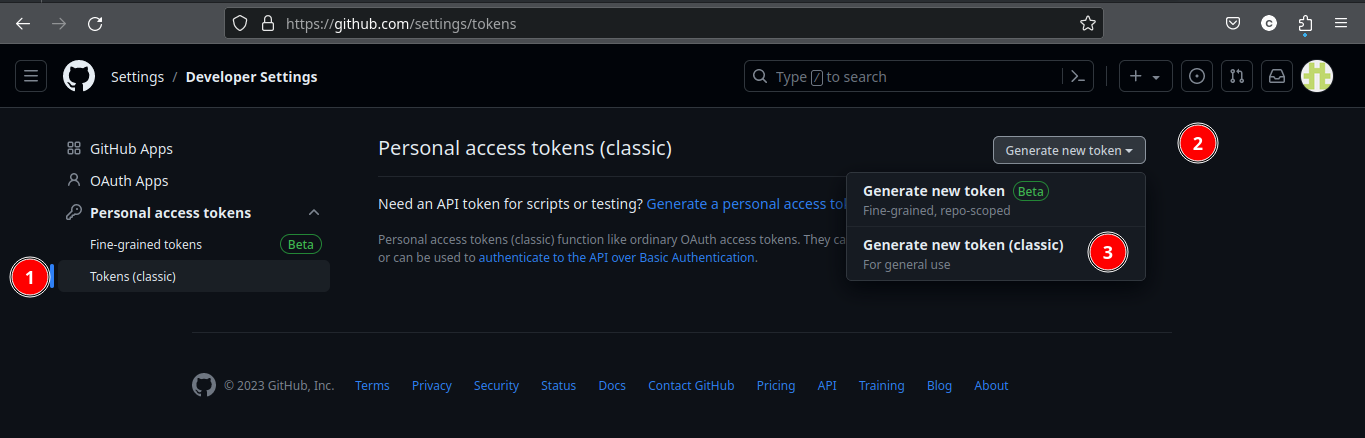 https://github.com/settings/tokens
C
Settings / Developer Settings
Type / to search
GitHub Apps
OAuth Apps
Personal access tokens
Fine-grained tokens Beta
1
Tokens (classic)
Personal access tokens (classic)
Generate new token
2
Need an API token for scripts or testing? Generate a personal access
Personal access tokens (classic) function like ordinary OAuth access tokens. They
or can be used to authenticate to the API over Basic Authentication.
Generate new token Beta
Fine-grained, repo-scoped
Generate new token (classic)
For general use
3
© 2023 GitHub, Inc. Terms Privacy Security Status Docs Contact GitHub Pricing API Training Blog About